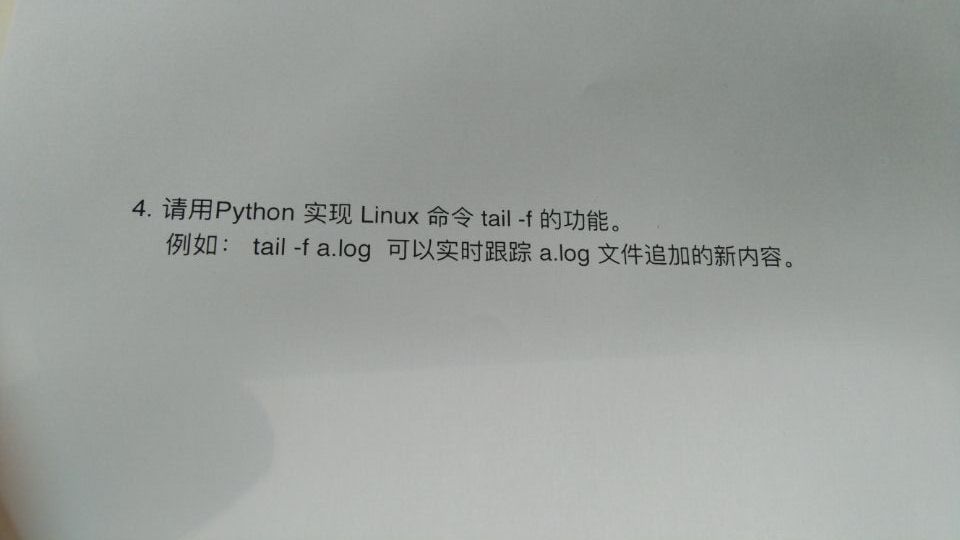 4. 请用Python 实现 Linux 命令 tail -f 的功能。
例如： tail -f a.log 可以实时跟踪 a.log 文件追加的新内容。